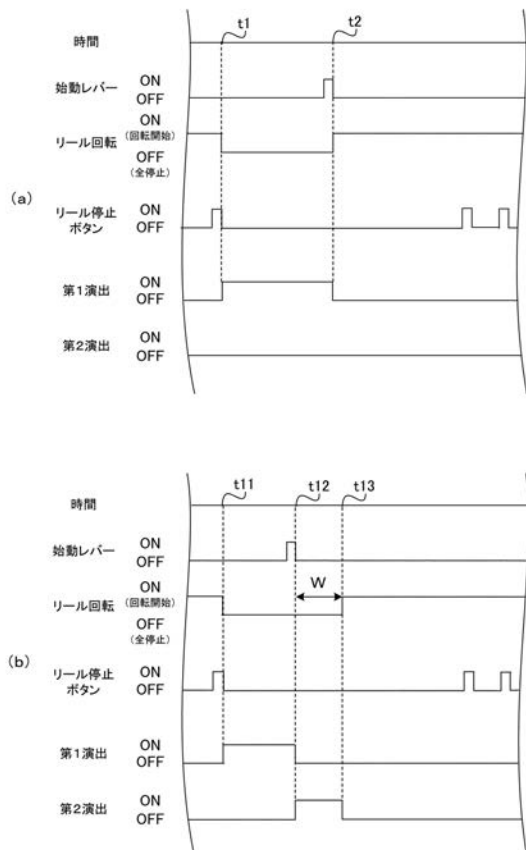 t1
t2
時間
始動レバー
ON
OFF
ON
(回転開始)
リール回転
OFF
(全停止)
(a)
リール停止
ボタン
ON
OFF
第1演出
ON
OFF
第2演出
ON
OFF
t11
t12
t13
時間
始動レバー
ON
OFF
ON
(回転開始)
リール回転
OFF
(全停止)
W
(b)
リール停止
ボタン
ON
OFF
第1演出
ON
OFF
第2演出
ON
OFF